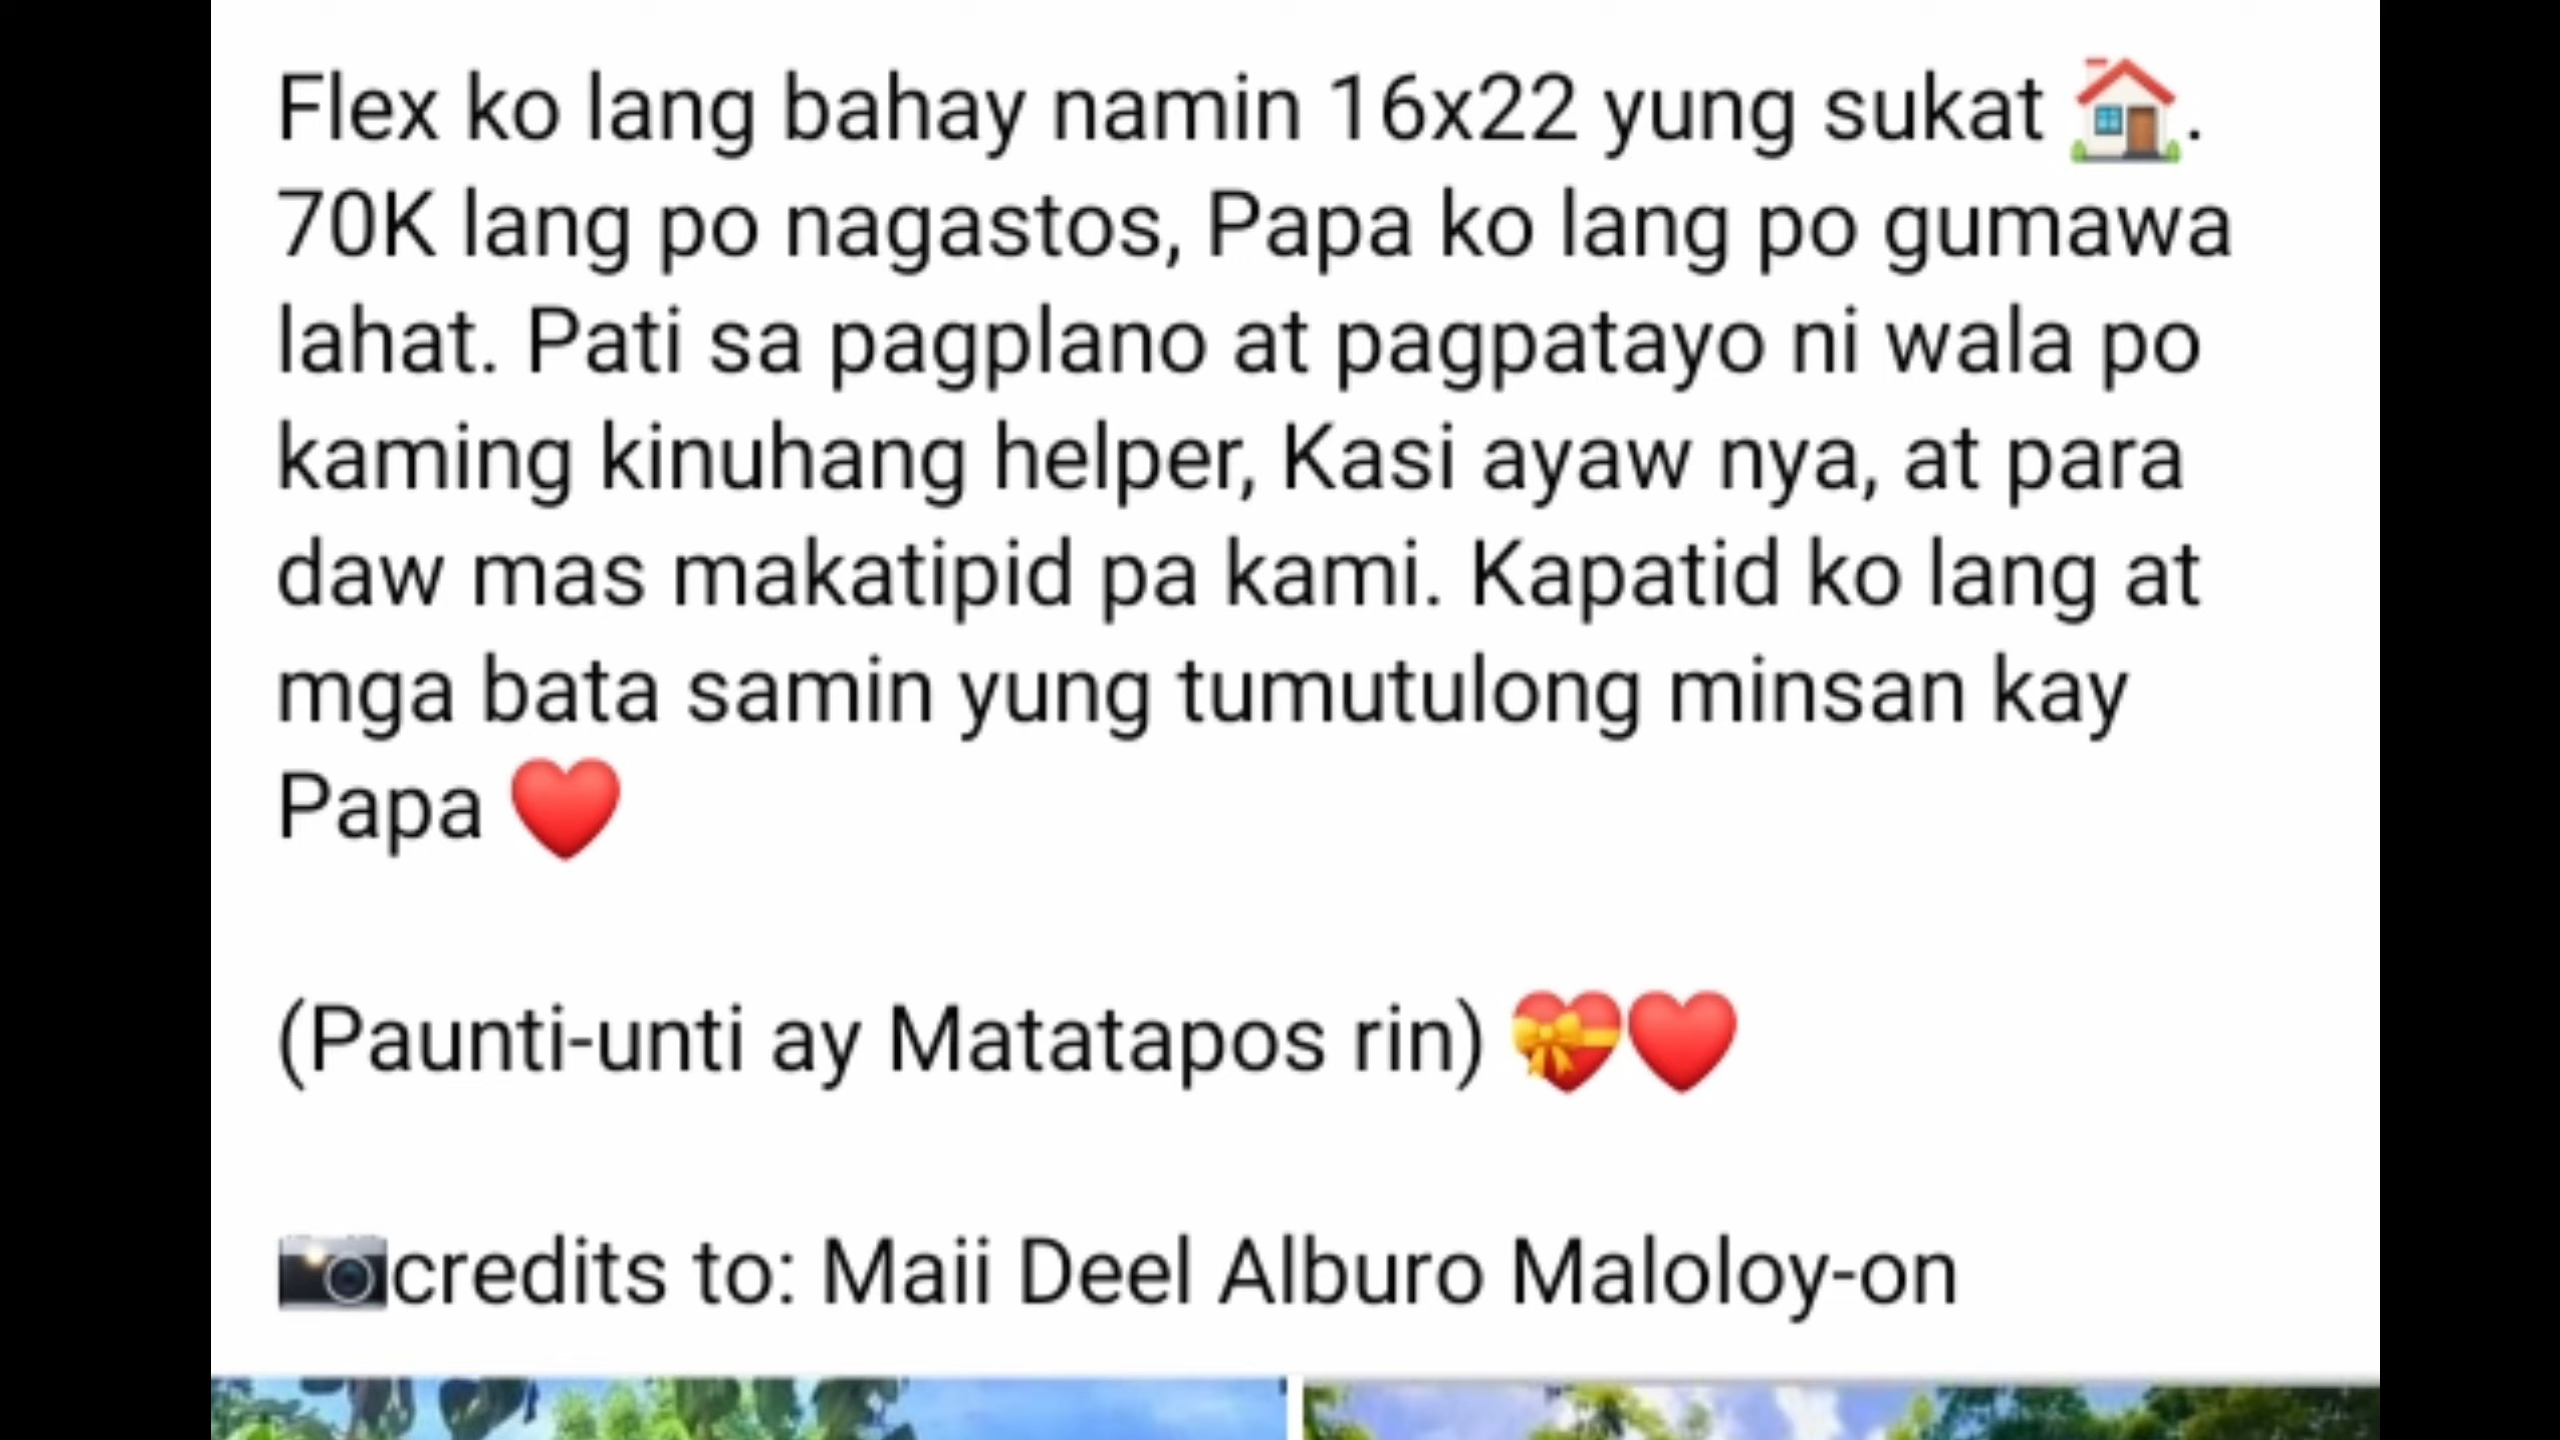 Flex ko lang bahay namin 16x22 yung sukat 🏠.
70K lang po nagastos, Papa ko lang po gumawa
lahat. Pati sa pagplano at pagpatayo ni wala po
kaming kinuhang helper, Kasi ayaw nya, at para
daw mas makatipid pa kami. Kapatid ko lang at
mga bata samin yung tumutulong minsan kay
Papa ❤️
(Paunti-unti ay Matatapos rin) 💝❤️
📷credits to: Maii Deel Alburo Maloloy-on